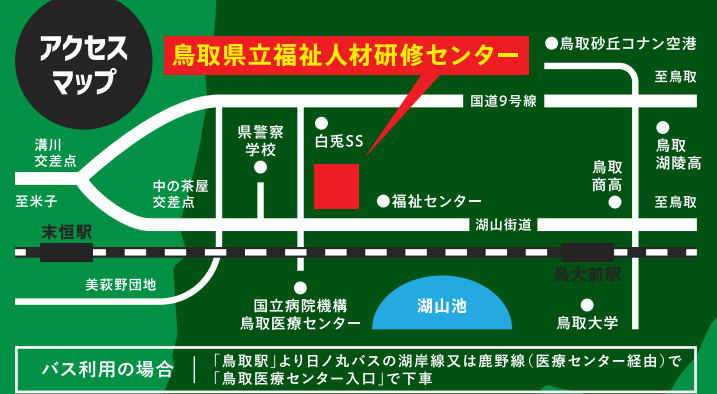 アクセス
マップ
鳥取県立福祉人材研修センター
鳥取砂丘コナン空港
至鳥取
国道9号線
県警察
学校
白兎SS
溝川
交差点
鳥取
湖陵高
鳥取
商高
中の茶屋
交差点
至米子
福祉センター
至鳥取
湖山街道
末恒駅
鳥大前駅
美萩野団地
国立病院機構
鳥取医療センター
湖山池
鳥取大学
バス利用の場合
「鳥取駅」より日ノ丸バスの湖岸線又は鹿野線(医療センター経由)で
「鳥取医療センター入口」で下車